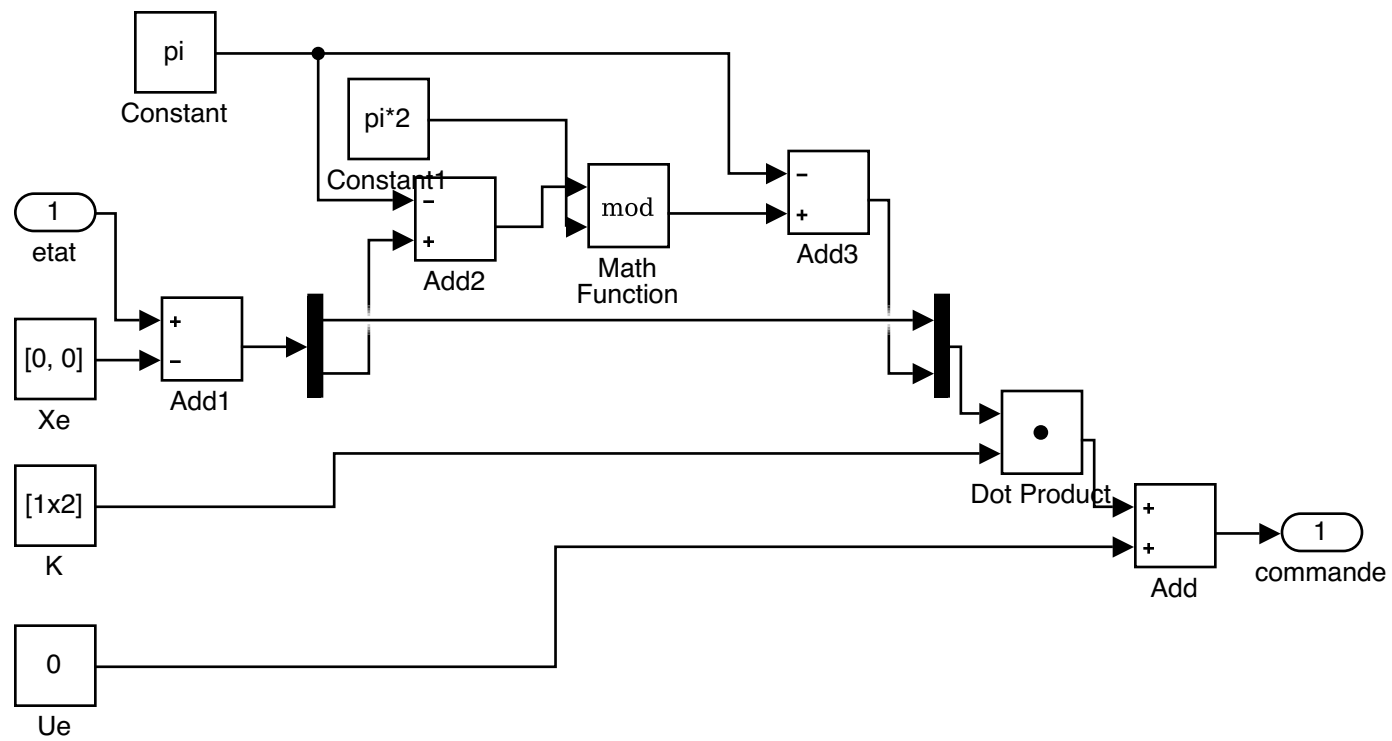 pi
Constant
pi*2
Constant1
−
+
Add2
mod
Math
Function
−
+
Add3
1
etat
[0, 0]
Xe
+
−
Add1
[1x2]
K
Dot Product
0
Ue
+
+
Add
1
commande